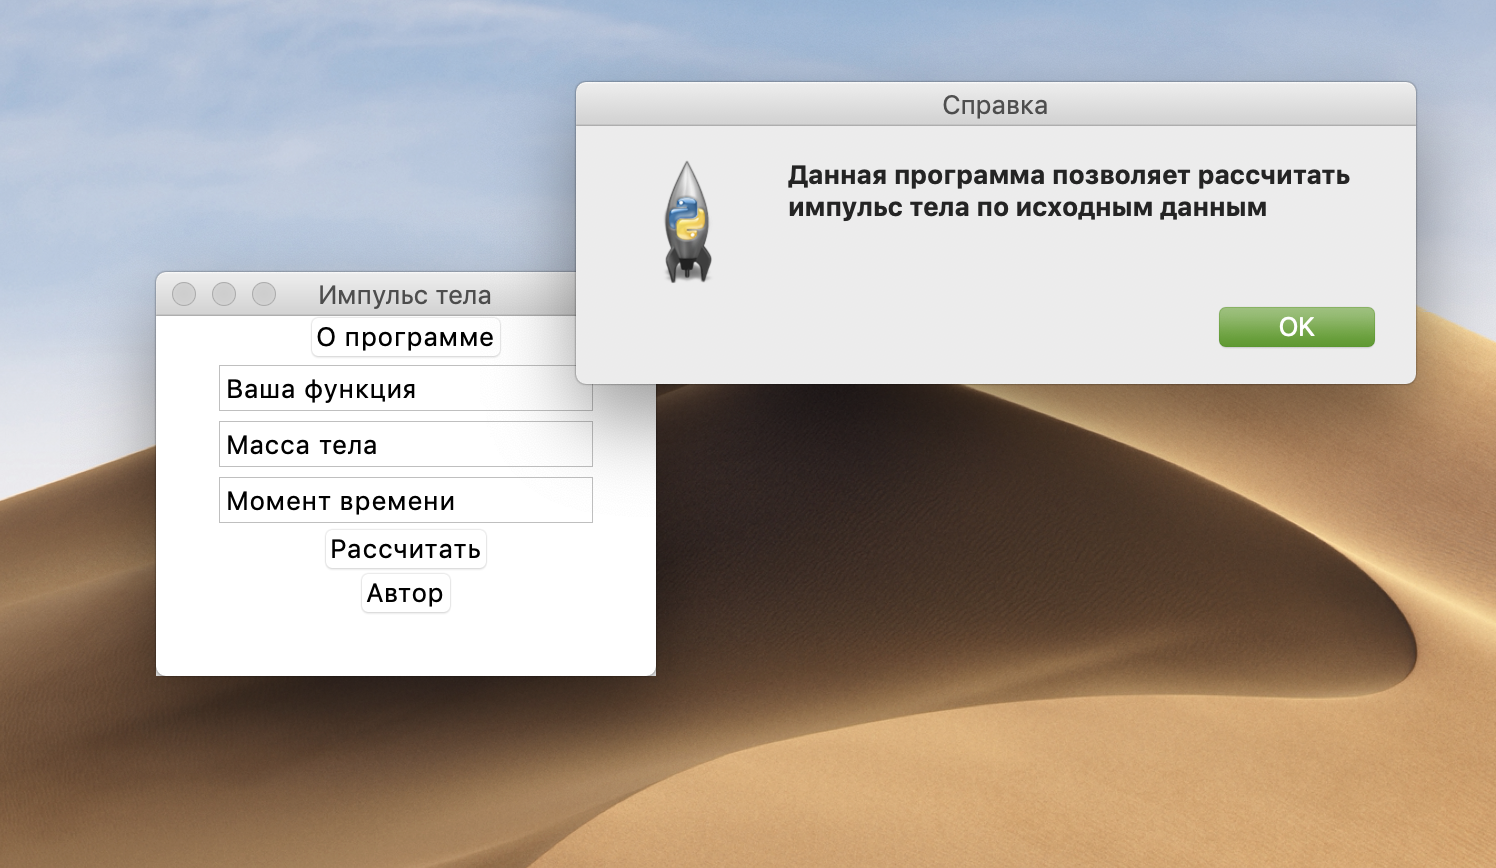 Справка
Данная программа позволяет рассчитать
импульс тела по исходным данным
OK
Импульс тела
О программе
Ваша функция
Масса тела
Момент времени
Рассчитать
Автор